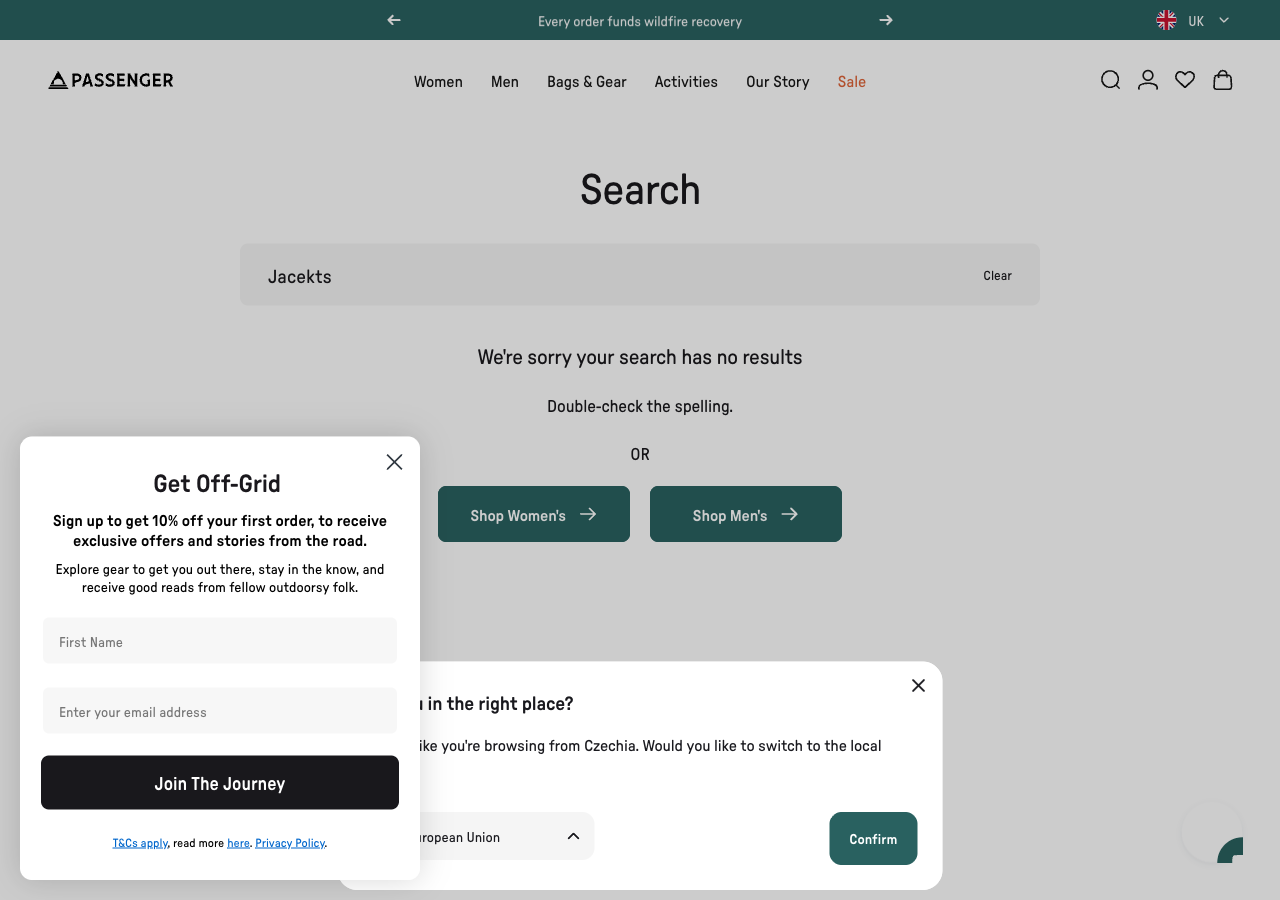 Every order funds wildfire recovery
UK
PASSENGER
Women
Men
Bags & Gear
Activities
Our Story
Sale
Search
Jacekts
Clear
We're sorry your search has no results
Double-check the spelling.
OR
Shop Women's
Shop Men's
Get Off-Grid
Sign up to get 10% off your first order, to receive
exclusive offers and stories from the road.
Explore gear to get you out there, stay in the know, and
receive good reads from fellow outdoorsy folk.
First Name
Enter your email address
Join The Journey
T&Cs apply, read more here. Privacy Policy.
in the right place?
you're browsing from Czechia. Would you like to switch to the local
Union
Confirm